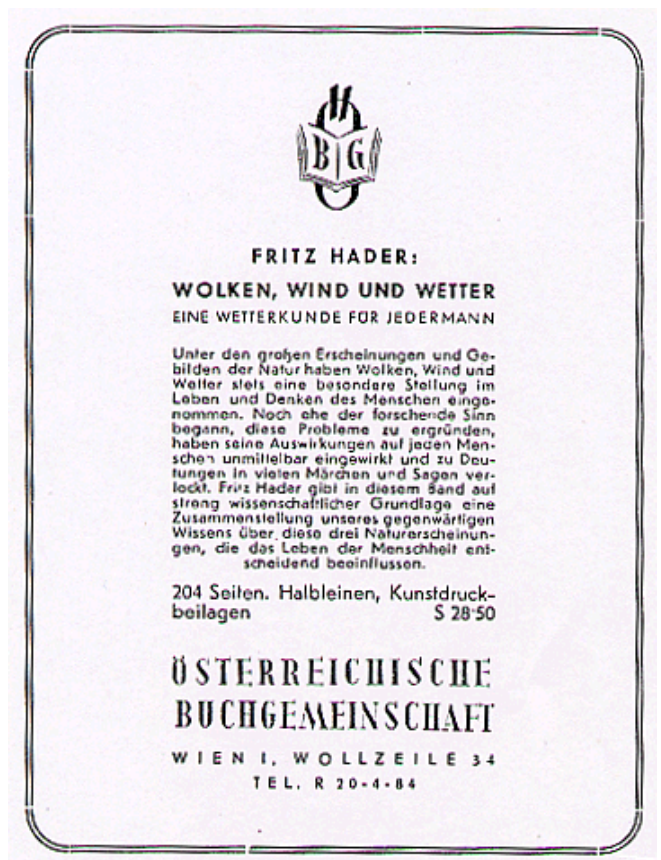 B G
FRITZ HADER:
WOLKEN, WIND UND WETTER
EINE WETTERKUNDE FÜR JEDERMANN
Unter den großen Erscheinungen und Ge-
bilden der Natur haben Wolken, Wind und
Wetter stets eine besondere Stellung im
Leben und Denken des Menschen einge-
nommen. Noch ehe der forschende Sinn
begann, diese Probleme zu ergründen,
haben seine Auswirkungen auf jeden Men-
schen unmittelbar eingewirkt und zu Deu-
tungen in vielen Märchen und Sagen ver-
lockt. Fritz Hader gibt in diesem Band auf
streng wissenschaftlicher Grundlage eine
Zusammenstellung unseres gegenwärtigen
Wissens über diese drei Naturerscheinun-
gen, die das Leben der Menschheit ent-
scheidend beeinflussen.
204 Seiten. Halbleinen, Kunstdruck-
beilagen S 28·50
ÖSTERREICHISCHE
BUCHGEMEINSCHAFT
WIEN I, WOLLZEILE 34
TEL. R 20-4-84